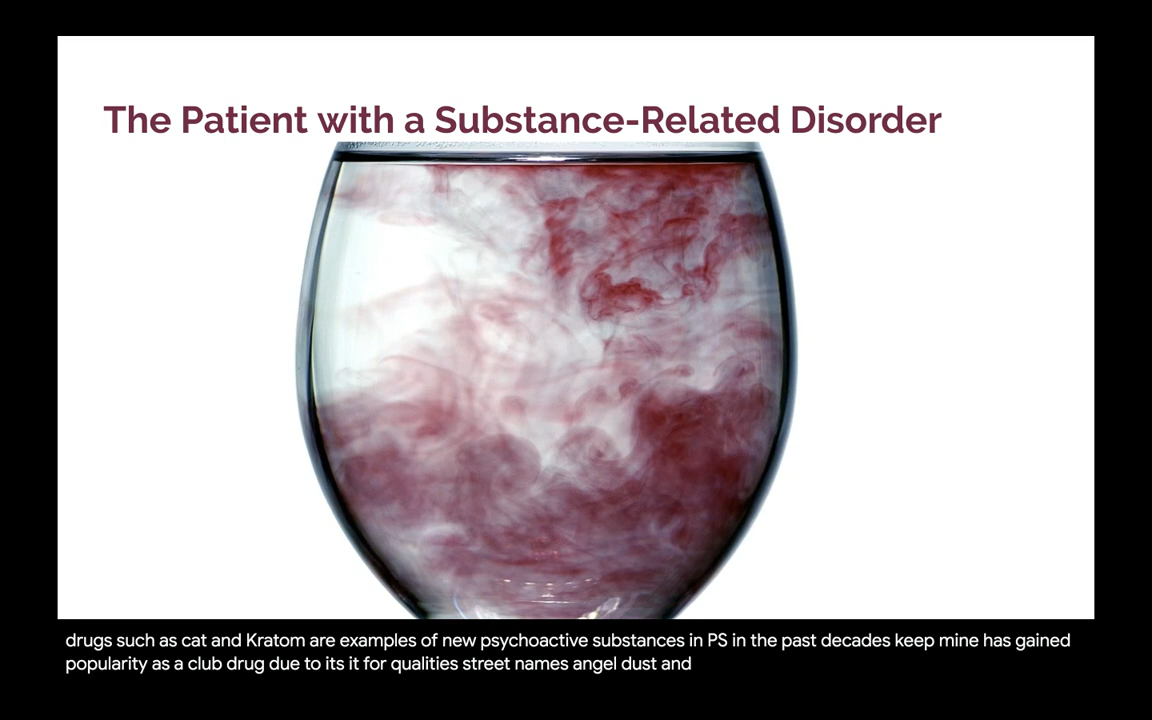 The Patient with a Substance-Related Disorder
drugs such as cat and Kratom are examples of new psychoactive substances in PS in the past decades keep mine has gained
popularity as a club drug due to its it for qualities street names angel dust and